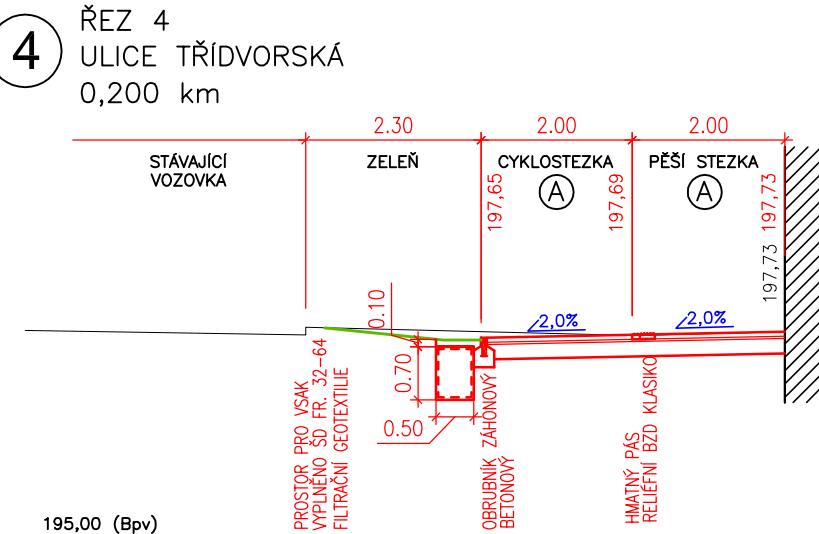 4
ŘEZ 4
ULICE TŘÍDVORSKÁ
0,200 km
2.30
2.00
2.00
STÁVAJÍCÍ
VOZOVKA
ZELEŇ
CYKLOSTEZKA
A
PĚŠÍ STEZKA
A
197,65
197,69
197,73
197,73
0.10
2,0%
2,0%
0.70
0.50
PROSTOR PRO VSAK
VYPLNĚNO ŠD FR. 32-64
FILTRAČNÍ GEOTEXTILIE
OBRUBNÍK ZÁHONOVÝ
BETONOVÝ
HMATNÝ PÁS
RELIÉFNÍ BZD KLASIKO
195,00 (Bpv)